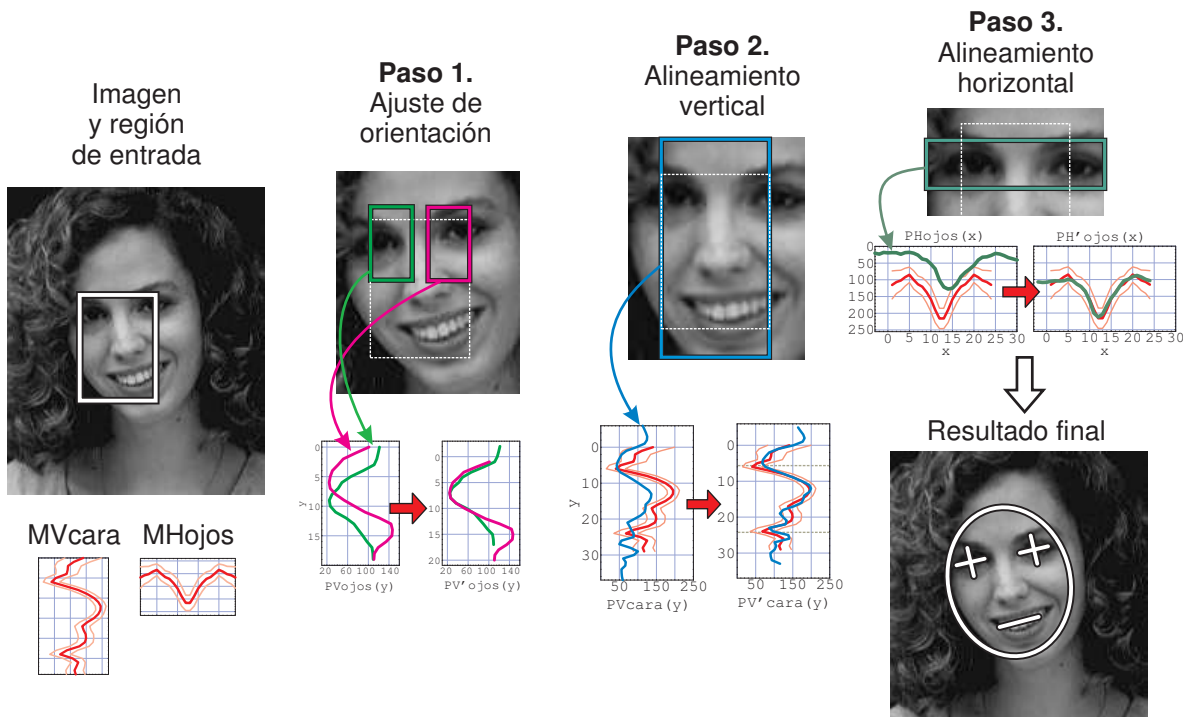 Imagen
y región
de entrada
MVcara
MHojos
Paso 1.
Ajuste de
orientación
0
5
10
15
20 60 100 140
PVojos(y)
0
5
10
15
20
20 60 100 140
PV'ojos(y)
Paso 2.
Alineamiento
vertical
y
0
10
20
30
50 150 250
PVcara(y)
0
10
20
30
50 150 250
PV'cara(y)
Paso 3.
Alineamiento
horizontal
PHojos(x)
0
50
100
150
200
250
0 5 10 15 20 25 30
x
PH'ojos(x)
0 5 10 15 20 25 30
x
Resultado final